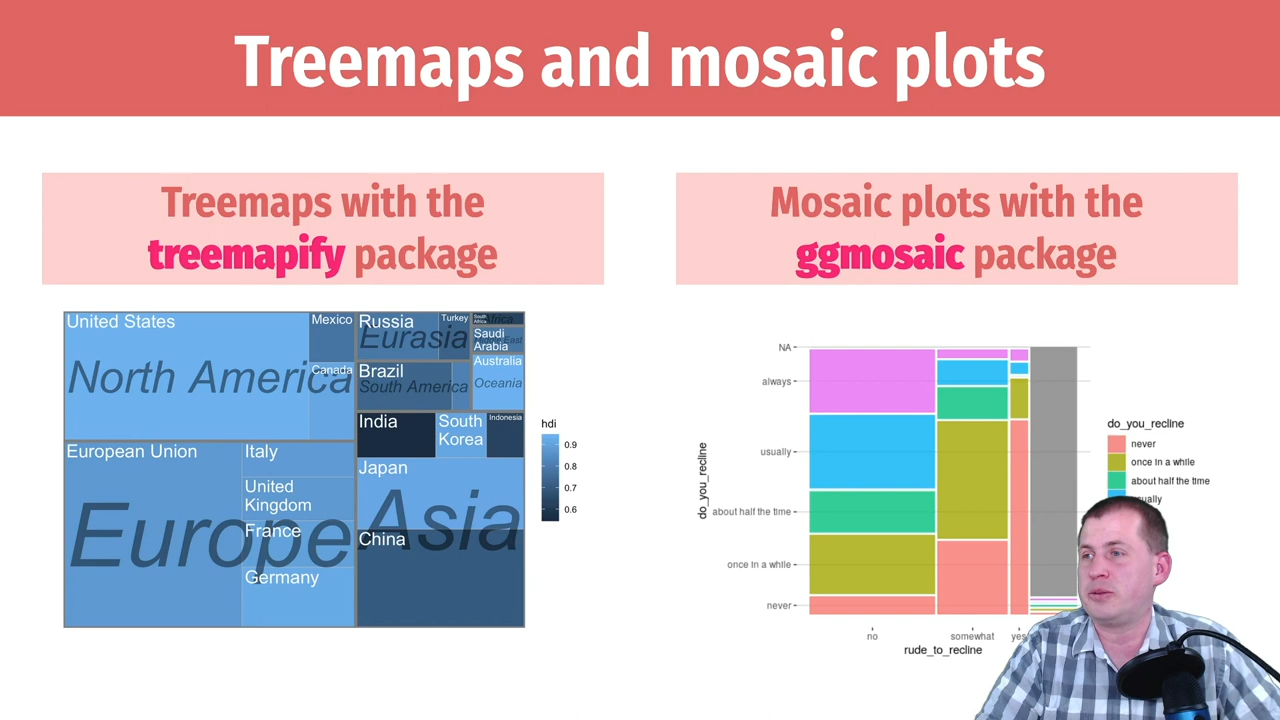 Treemaps and mosaic plots
Treemaps with the
treemapify package
Mosaic plots with the
ggmosaic package
United States
Mexico
Canada
North America
European Union
Italy
United
Kingdom
France
Germany
Europe
Russia
Turkey
Eurasia
Brazil
South America
South
Africa
Saudi
Arabia
Australia
Oceania
India
South
Korea
Indonesia
Japan
China
Asia
hdi
0.9
0.8
0.7
0.6
do_you_recline
NA
always
usually
about half the time
once in a while
never
no
somewhat
yes
rude_to_recline
do_you_recline
never
once in a while
about half the time